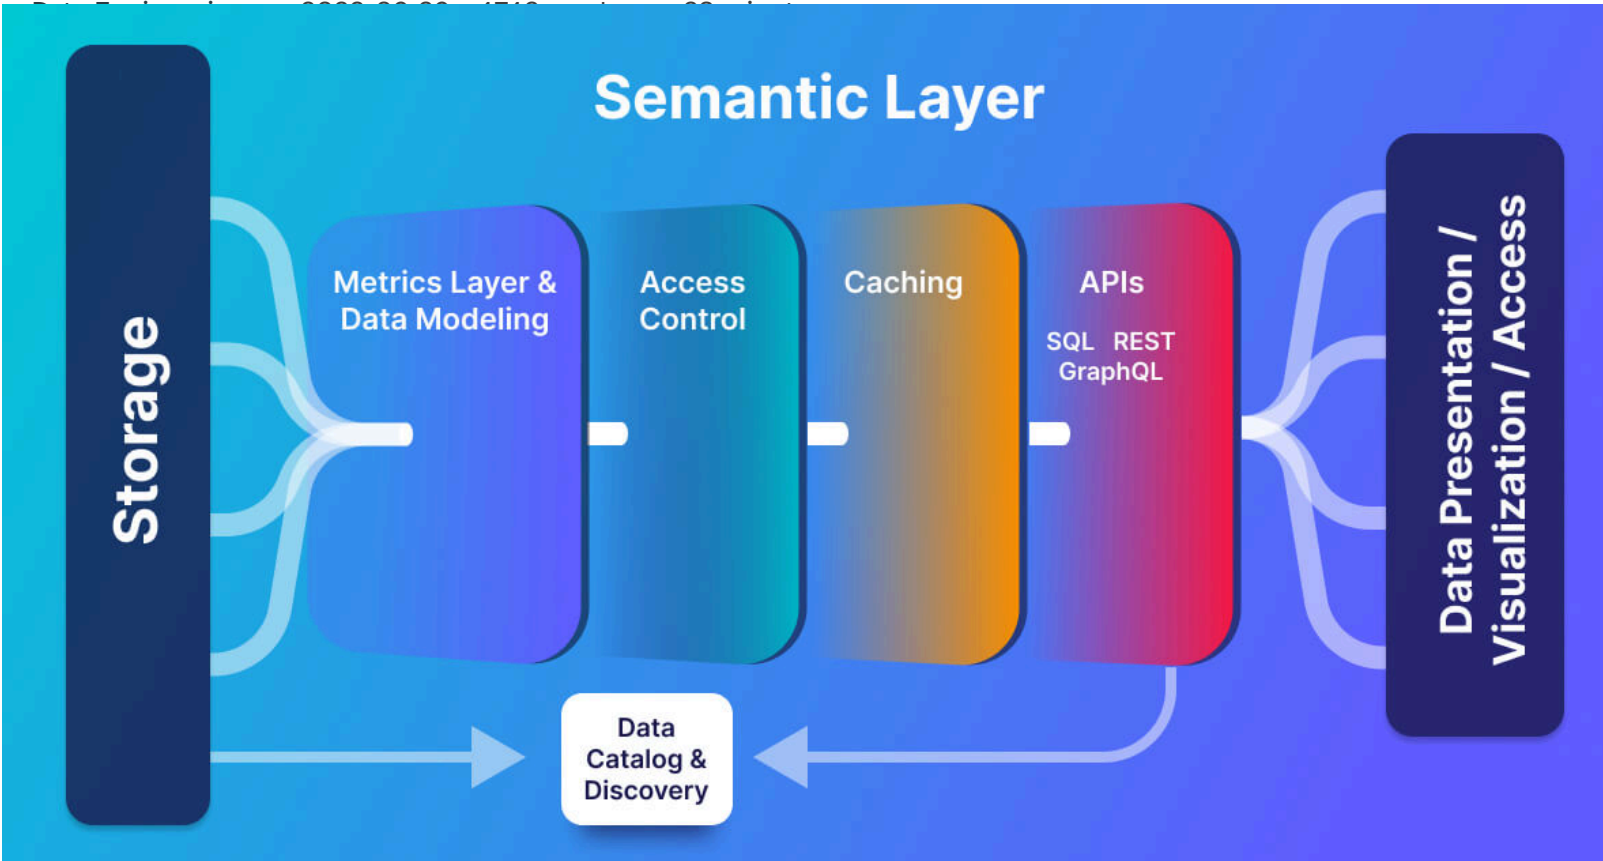 Semantic Layer
Storage
Metrics Layer &
Data Modeling
Access
Control
Caching
APIs
SQL REST
GraphQL
Data Presentation /
Visualization / Access
Data
Catalog &
Discovery